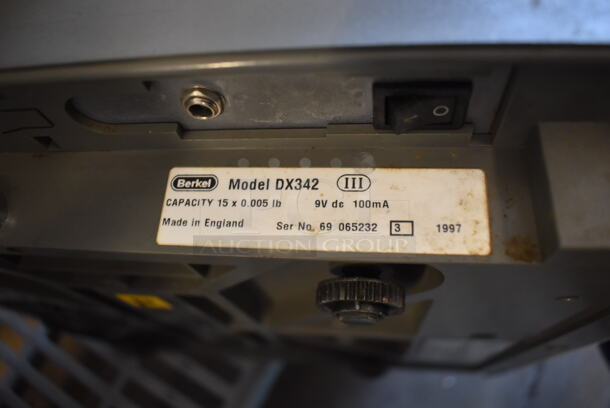 Berkel Model DX342 III
CAPACITY 15 x 0.005 lb 9V dc 100mA
Made in England Ser No. 69 065232 3 1997
AUCTION GROUP